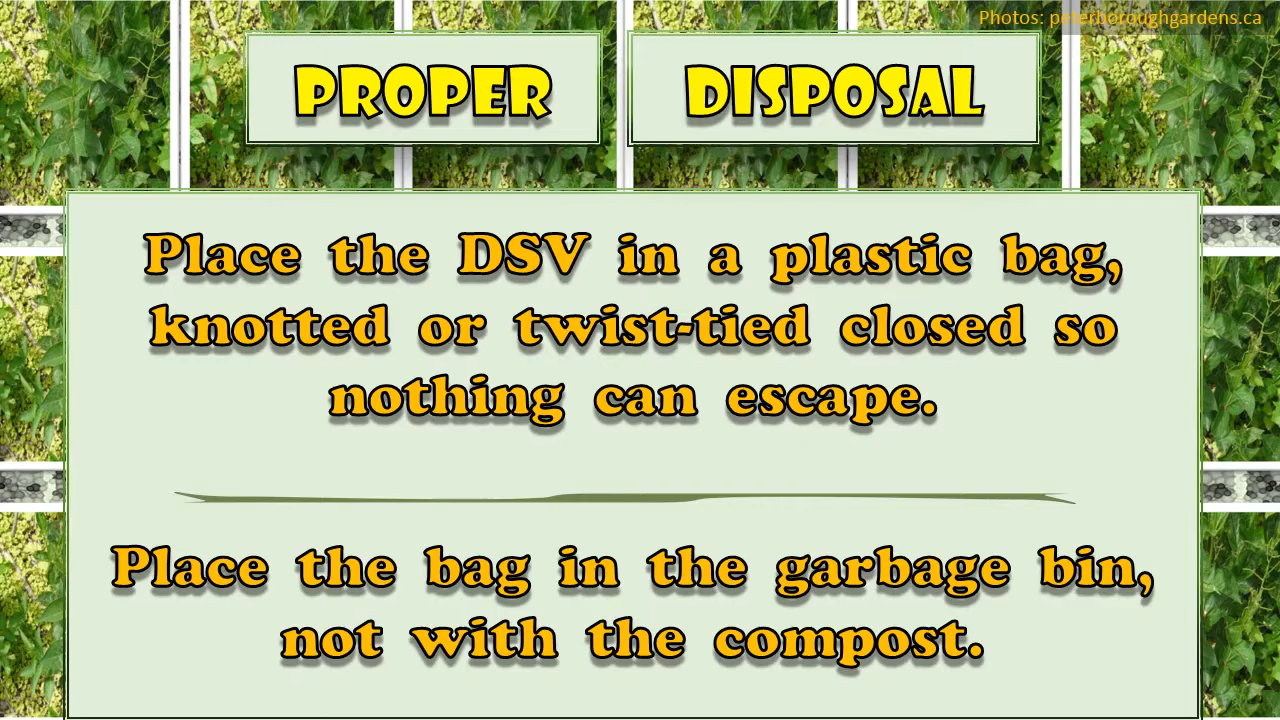 Photos: peterboroughgardens.ca
PROPER DISPOSAL
Place the DSV in a plastic bag,
knotted or twist-tied closed so
nothing can escape.
Place the bag in the garbage bin,
not with the compost.